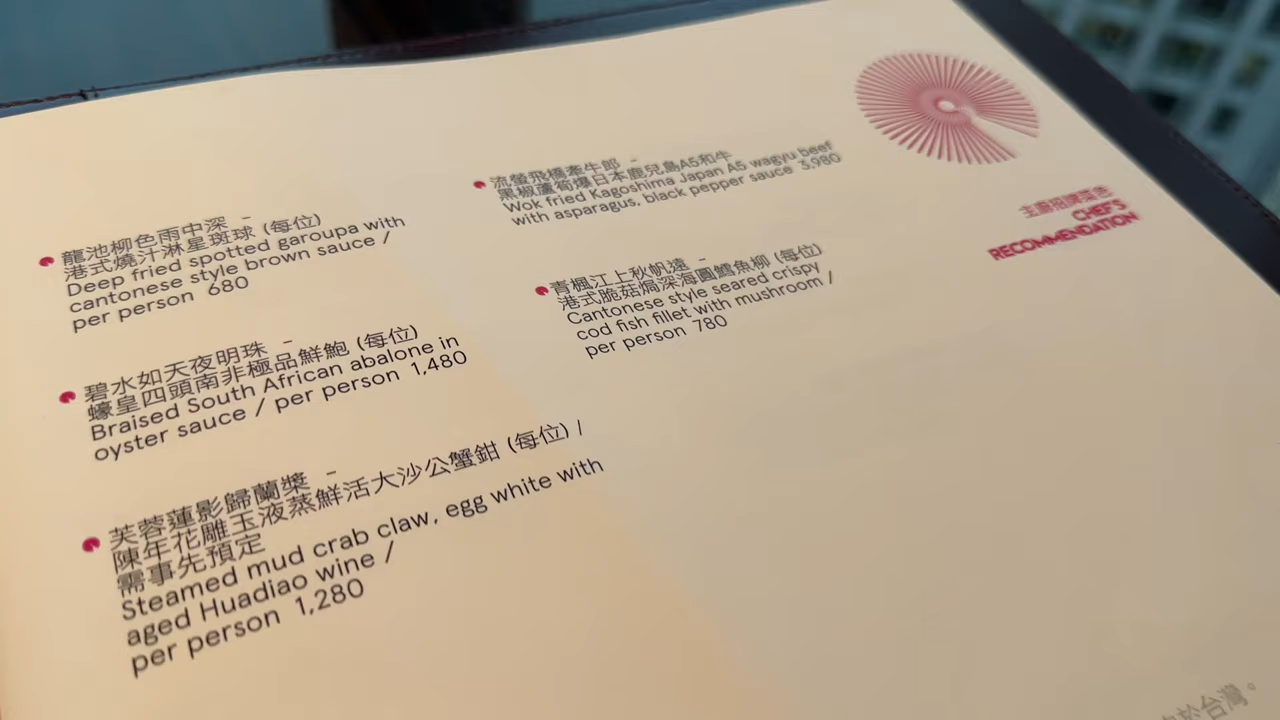 龍池柳色雨中深 -
港式燒汁淋星斑球 (每位)
Deep fried spotted garoupa with
cantonese style brown sauce /
per person 680
碧水如天夜明珠 -
蠔皇四頭南非極品鮮鮑 (每位)
Braised South African abalone in
oyster sauce / per person 1,480
芙蓉蓮影歸蘭槳 -
陳年花雕玉液蒸鮮活大沙公蟹鉗 (每位) /
需事先預定
Steamed mud crab claw, egg white with
aged Huadiao wine /
per person 1,280
流螢飛橋牽牛郎 -
黑椒蘆筍爆日本鹿兒島A5和牛
Wok fried Kagoshima Japan A5 wagyu beef
with asparagus, black pepper sauce 3,980
青楓江上秋帆遠 -
港式脆菇焗深海圓鱈魚柳 (每位)
Cantonese style seared crispy
cod fish fillet with mushroom /
per person 780
主廚招牌菜色
CHEF'S
RECOMMENDATION
於台灣。